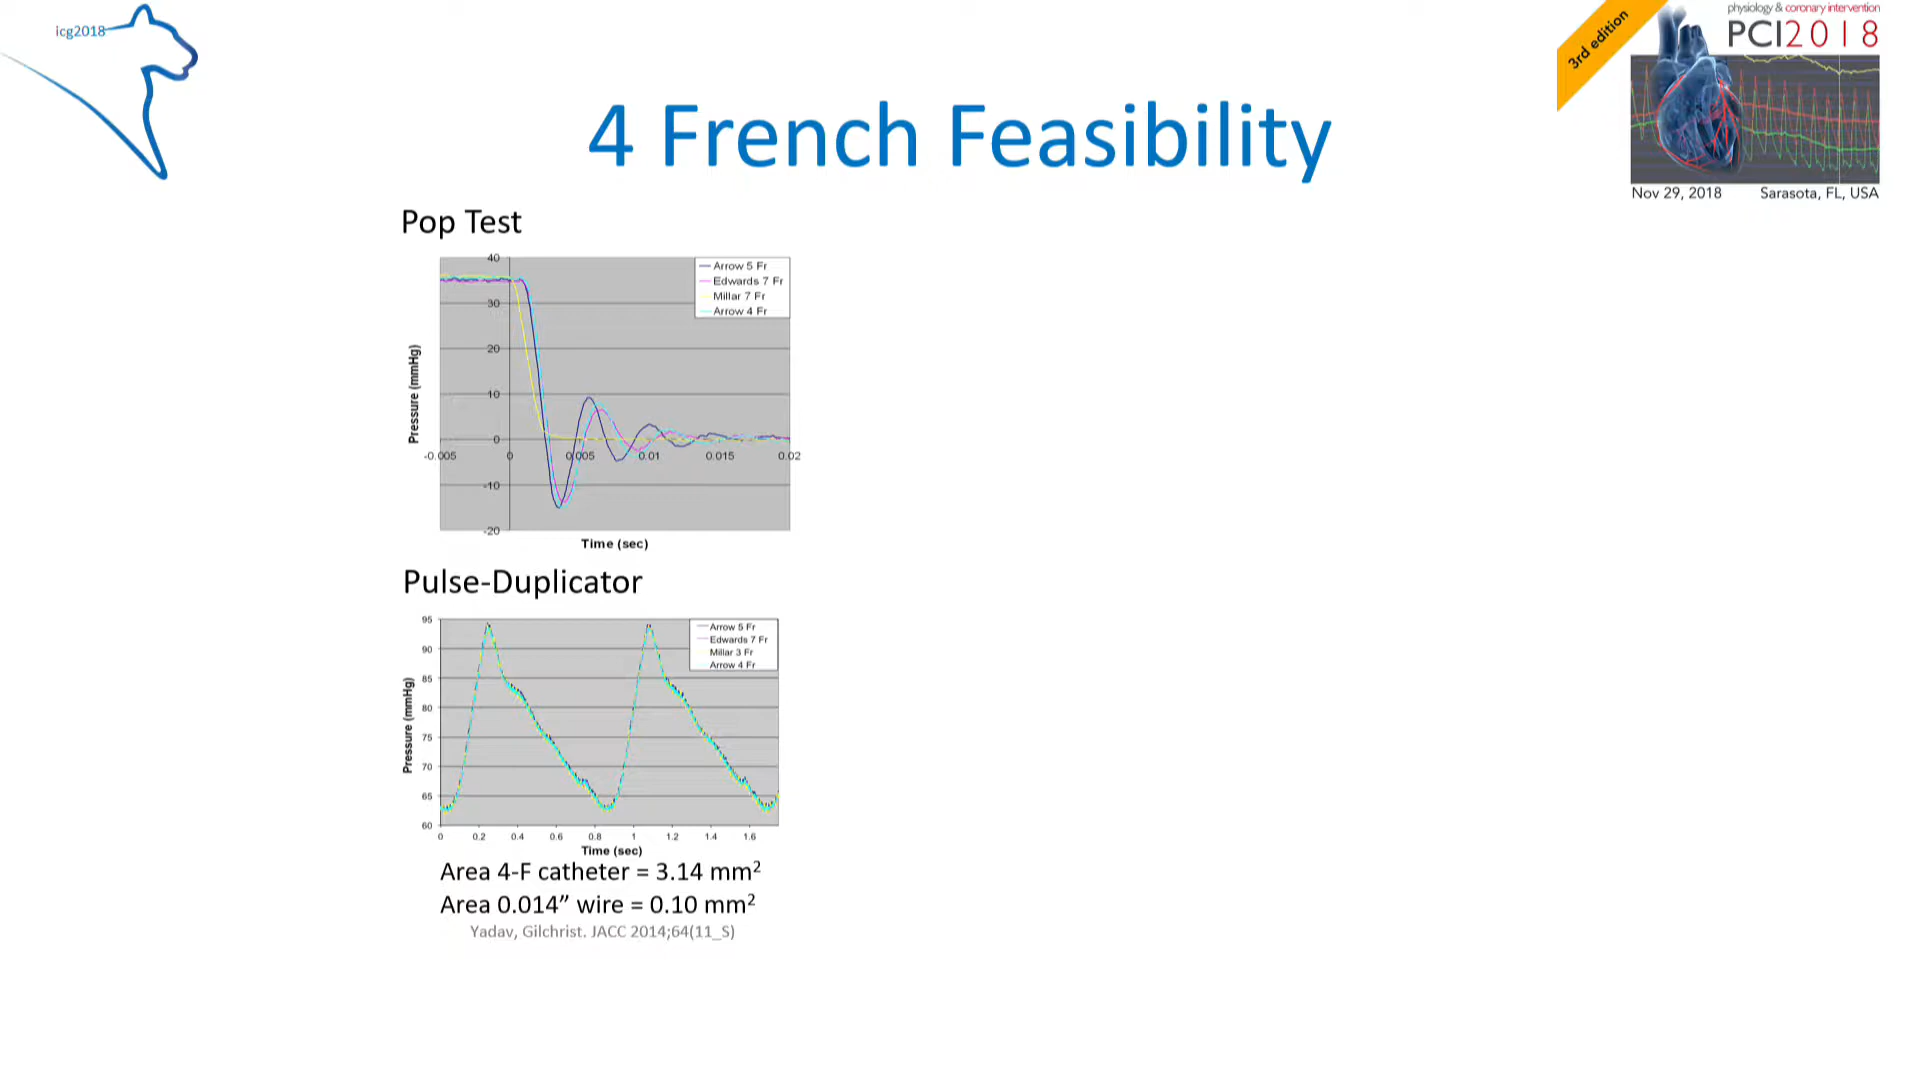 icg2018
3rd edition
physiology & coronary intervention
PCI2018
Nov 29, 2018 Sarasota, FL, USA
4 French Feasibility
Pop Test
40
30
20
10
0
-10
-20
-0.005 0 0.005 0.01 0.015 0.02
Pressure (mmHg)
Time (sec)
Arrow 5 Fr
Edwards 7 Fr
Millar 7 Fr
Arrow 4 Fr
Pulse-Duplicator
95
90
85
80
75
70
65
60
0 0.2 0.4 0.6 0.8 1 1.2 1.4 1.6
Pressure (mmHg)
Time (sec)
Arrow 5 Fr
Edwards 7 Fr
Millar 3 Fr
Arrow 4 Fr
Area 4-F catheter = 3.14 mm²
Area 0.014” wire = 0.10 mm²
Yadav, Gilchrist. JACC 2014;64(11_S)